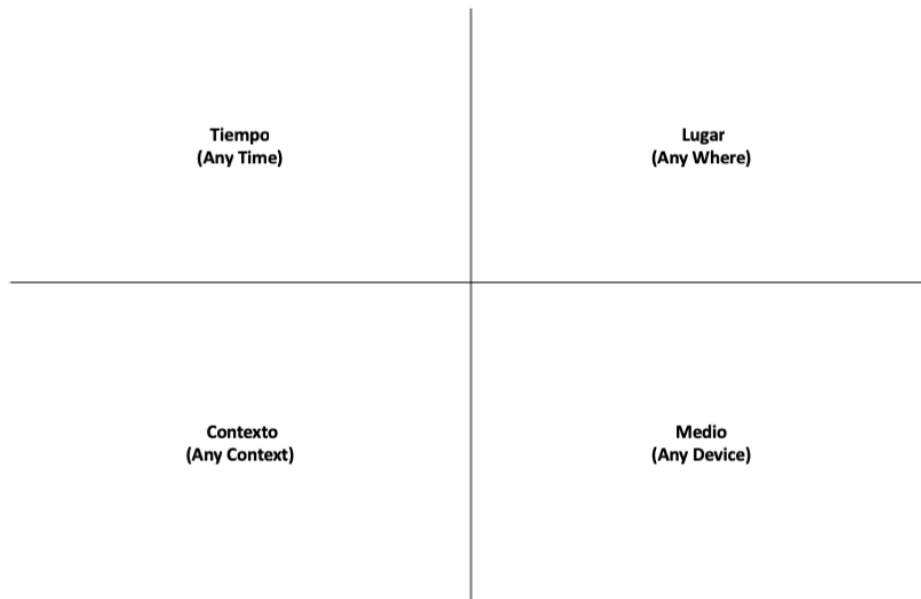 Tiempo
(Any Time)
Lugar
(Any Where)
Contexto
(Any Context)
Medio
(Any Device)